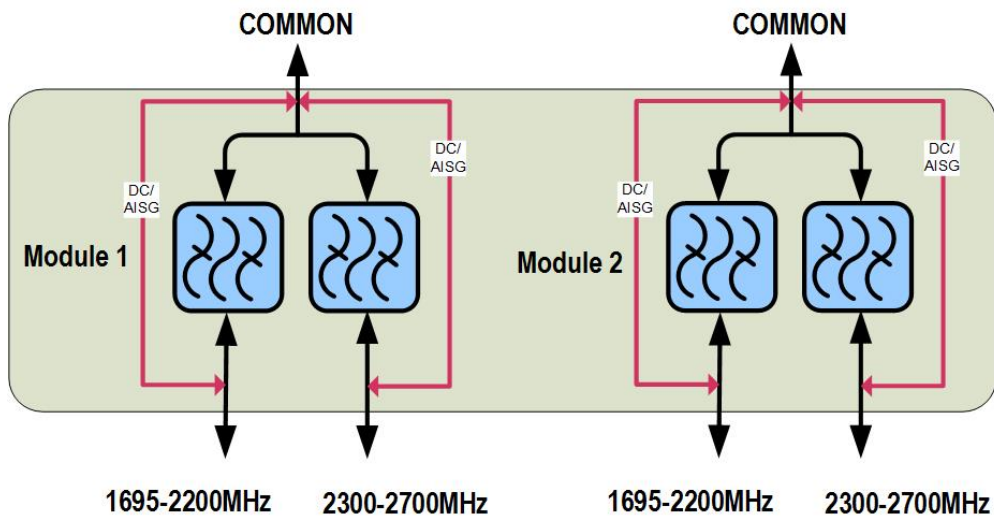 COMMON
COMMON
DC/
AISG
DC/
AISG
DC/
AISG
DC/
AISG
Module 1
Module 2
1695-2200MHz
2300-2700MHz
1695-2200MHz
2300-2700MHz